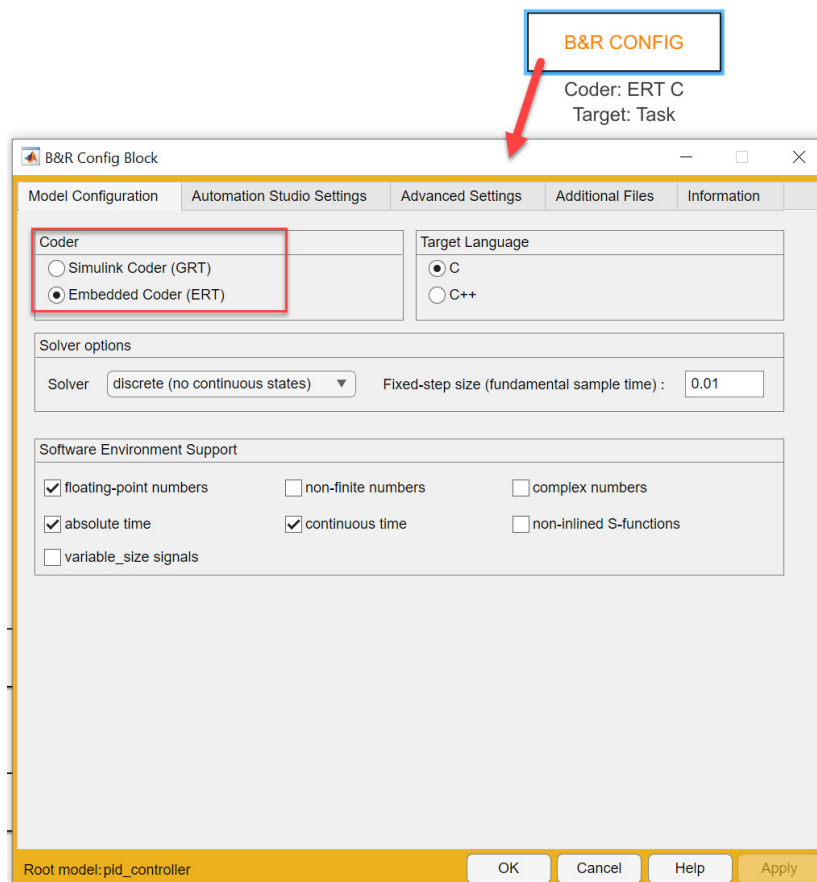 B&R CONFIG
Coder: ERT C
Target: Task
B&R Config Block
Model Configuration Automation Studio Settings Advanced Settings Additional Files Information
Coder
Simulink Coder (GRT)
Embedded Coder (ERT)
Target Language
C
C++
Solver options
Solver discrete (no continuous states) Fixed-step size (fundamental sample time) : 0.01
Software Environment Support
floating-point numbers non-finite numbers complex numbers
absolute time continuous time non-inlined S-functions
variable_size signals
Root model:pid_controller OK Cancel Help Apply